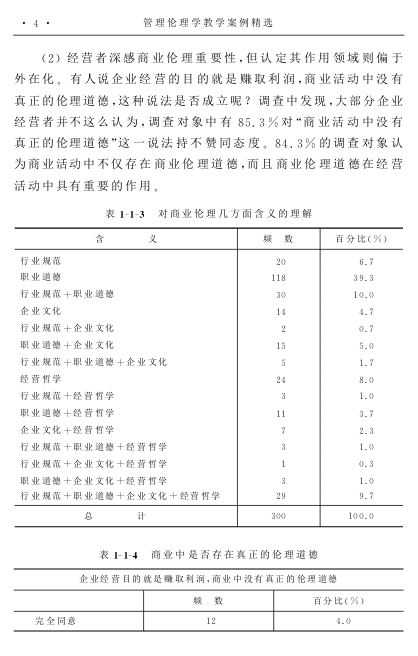 · 4 · 管理伦理学教学案例精选
(2) 经营者深感商业伦理重要性,但认定其作用领域则偏于
外在化。有人说企业经营的目的就是赚取利润,商业活动中没有
真正的伦理道德,这种说法是否成立呢? 调查中发现,大部分企业
经营者并不这么认为,调查对象中有 85.3%对“商业活动中没有
真正的伦理道德”这一说法持不赞同态度。84.3%的调查对象认
为商业活动中不仅存在商业伦理道德,而且商业伦理道德在经营
活动中具有重要的作用。
表 1-1-3 对商业伦理几方面含义的理解
含 义 频 数 百分比(%)
行业规范 20 6.7
职业道德 118 39.3
行业规范+职业道德 30 10.0
企业文化 14 4.7
行业规范+企业文化 2 0.7
职业道德+企业文化 15 5.0
行业规范+职业道德+企业文化 5 1.7
经营哲学 24 8.0
行业规范+经营哲学 3 1.0
职业道德+经营哲学 11 3.7
企业文化+经营哲学 7 2.3
行业规范+职业道德+经营哲学 3 1.0
行业规范+企业文化+经营哲学 1 0.3
职业道德+企业文化+经营哲学 3 1.0
行业规范+职业道德+企业文化+经营哲学 29 9.7
总 计 300 100.0
表 1-1-4 商业中是否存在真正的伦理道德
企业经营目的就是赚取利润,商业中没有真正的伦理道德
频 数 百分比(%)
完全同意 12 4.0